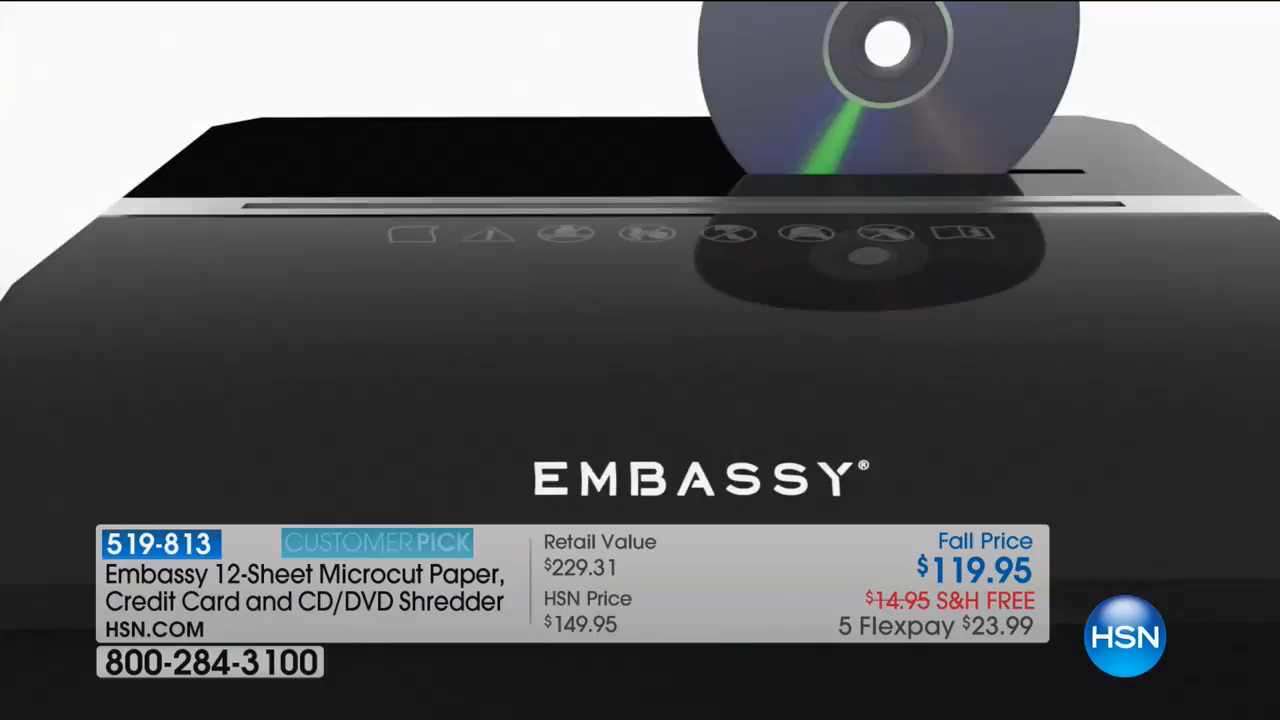 EMBASSY®
519-813
CUSTOMERPICK
Embassy 12-Sheet Microcut Paper,
Credit Card and CD/DVD Shredder
HSN.COM
800-284-3100
Retail Value
$229.31
HSN Price
$149.95
Fall Price
$119.95
$14.95 S&H FREE
5 Flexpay $23.99
HSN